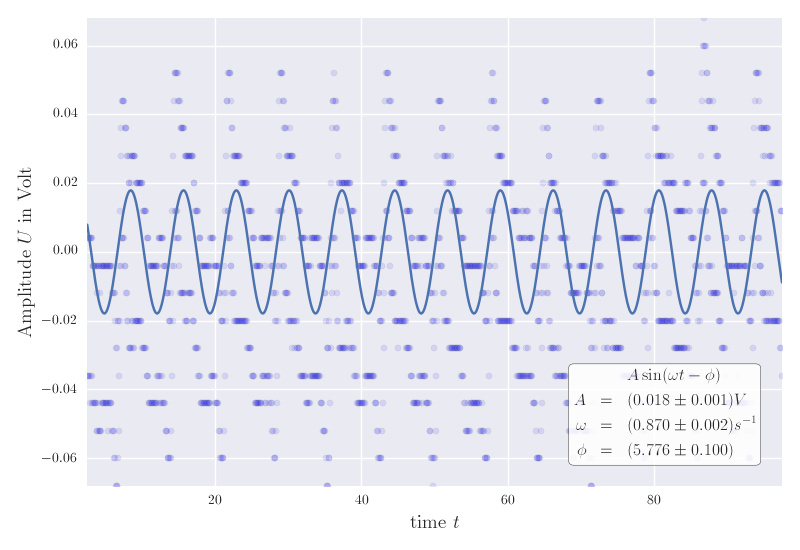 Amplitude U in Volt
0.06
0.04
0.02
0.00
−0.02
−0.04
−0.06
A sin(ωt − ϕ)
A = (0.018 ± 0.001)V
ω = (0.870 ± 0.002)s⁻¹
ϕ = (5.776 ± 0.100)
20 40 60 80
time t